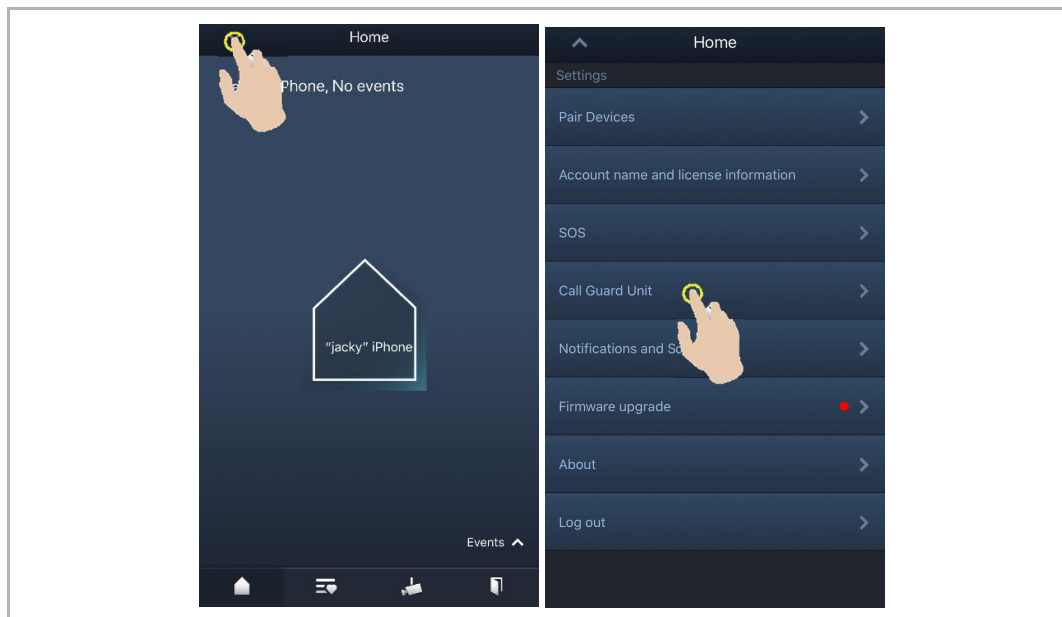 Home
Phone, No events
"jacky" iPhone
Events
Home
Settings
Pair Devices
Account name and license information
SOS
Call Guard Unit
Notifications and
Firmware upgrade
About
Log out